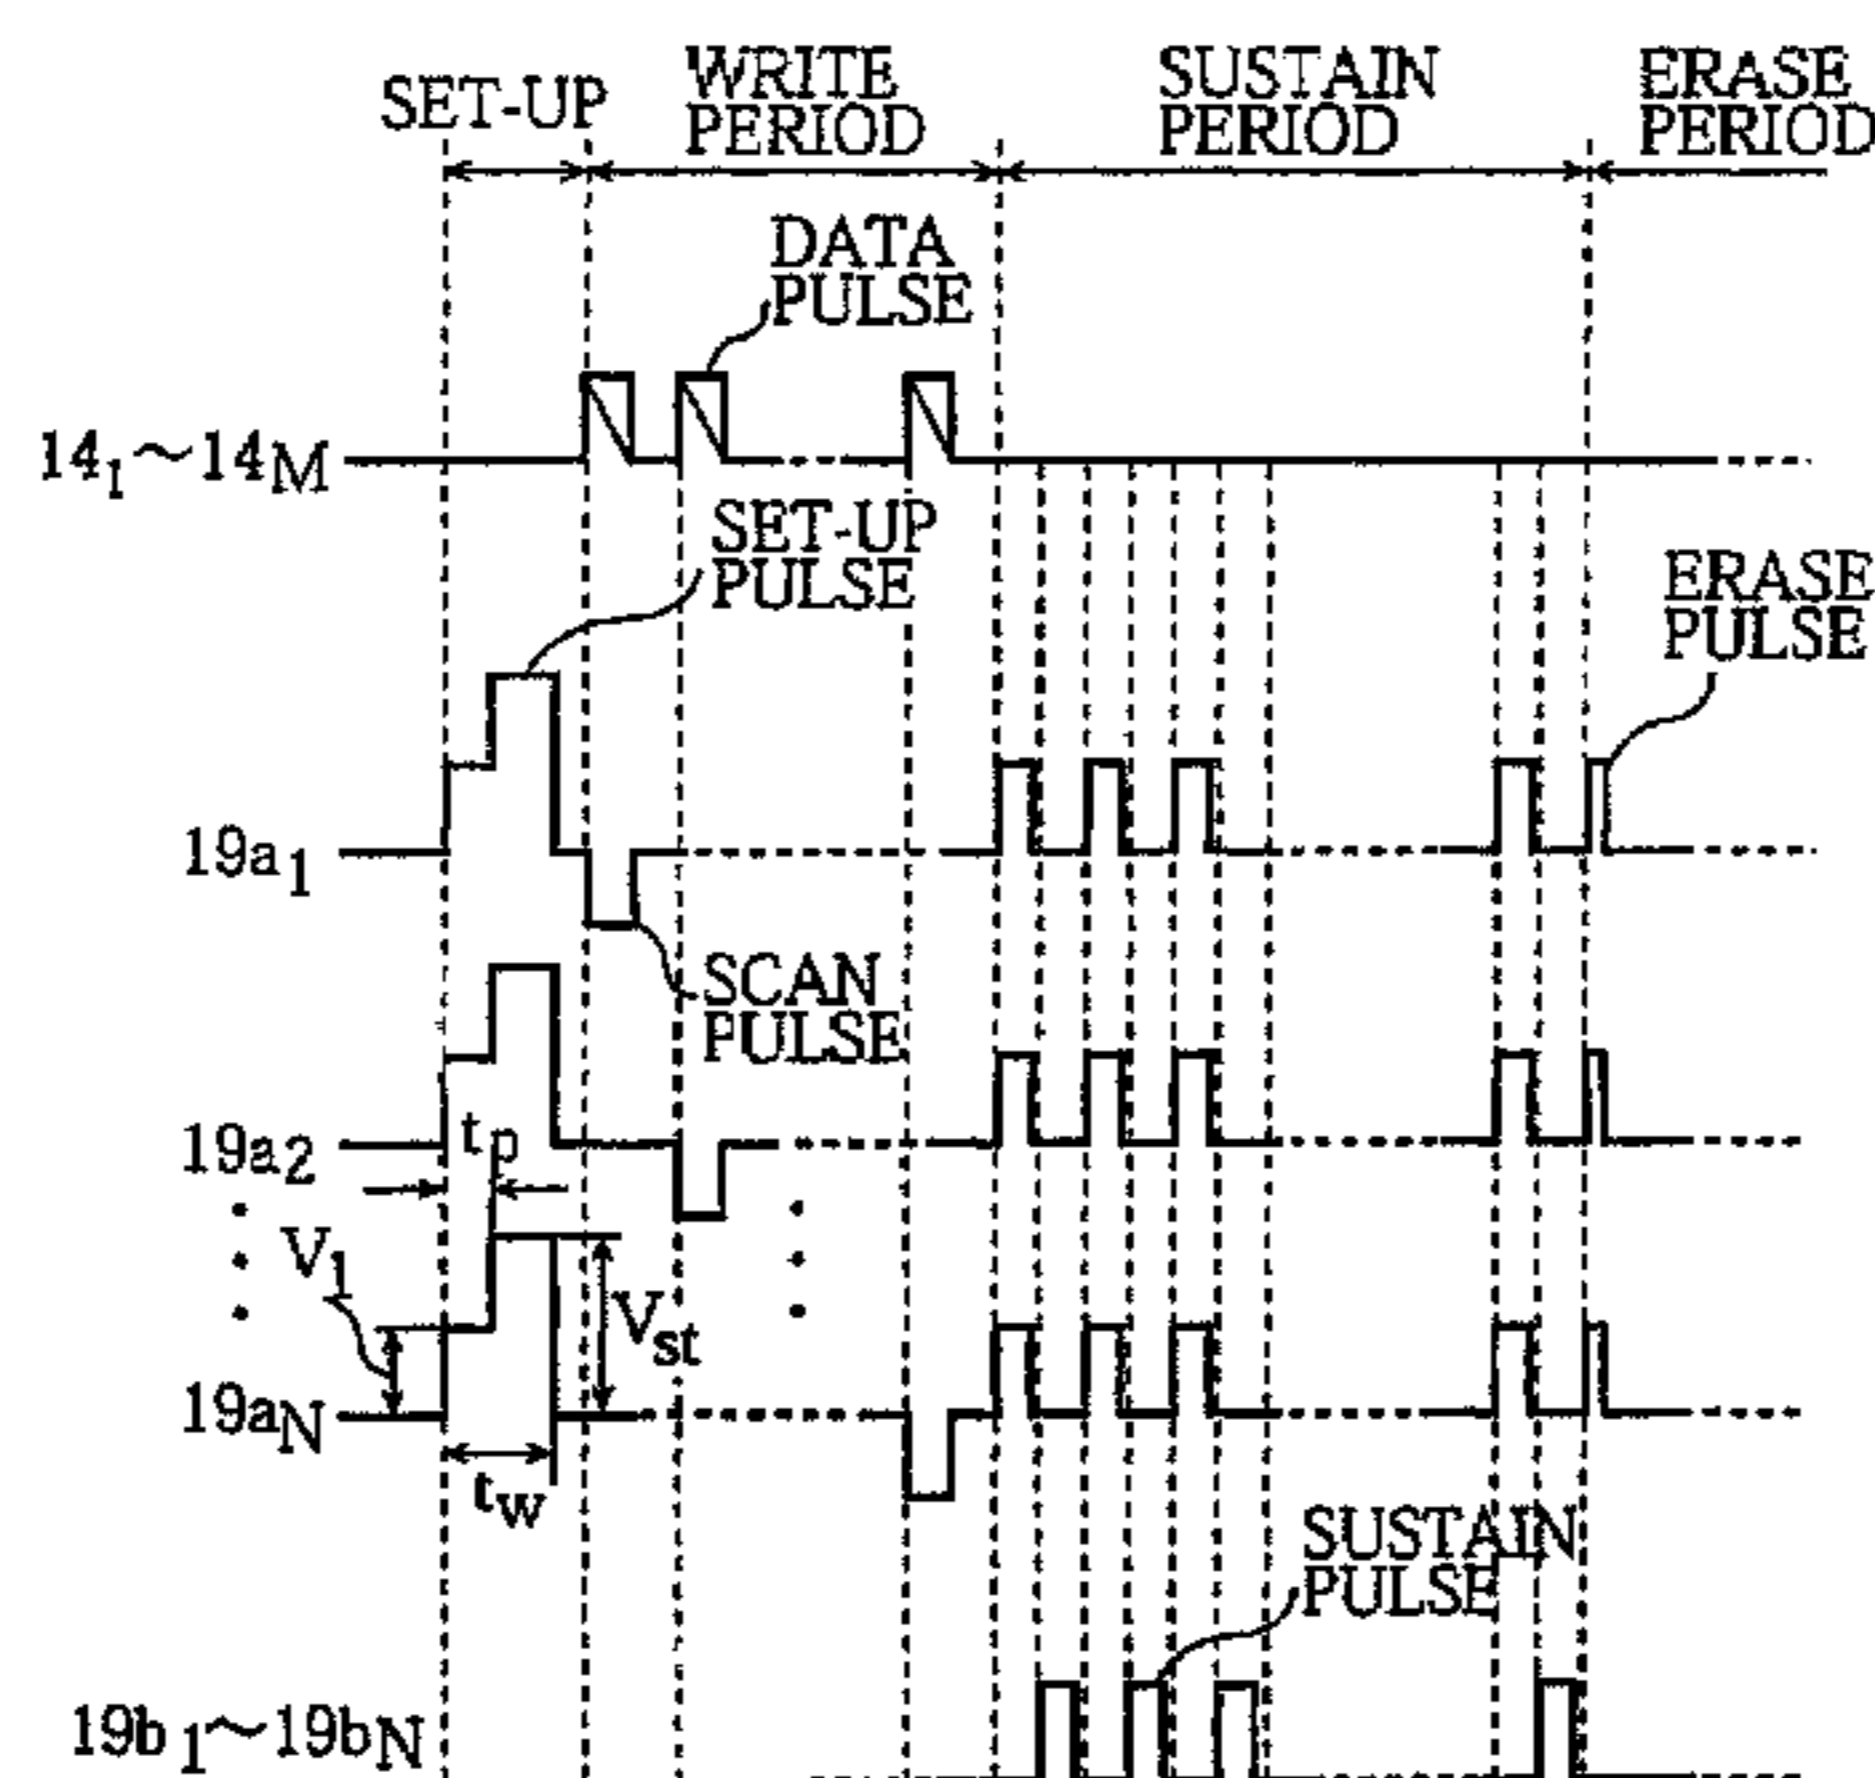 SET-UP
WRITE
PERIOD
SUSTAIN
PERIOD
ERASE
PERIOD
DATA
PULSE
14₁～14M
SET-UP
PULSE
ERASE
PULSE
19a₁
SCAN
PULSE
19a₂
tp
V₁
Vst
19aN
tw
SUSTAIN
PULSE
19b₁～19bN